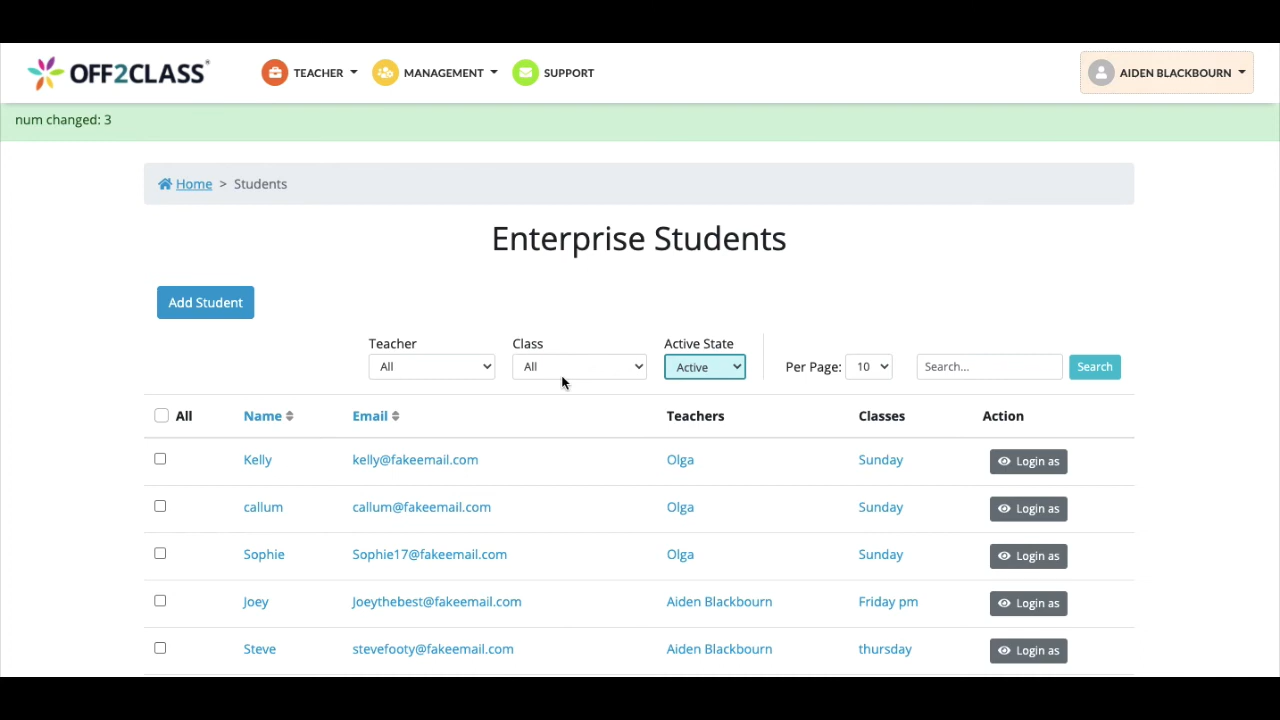 OFF2CLASS® TEACHER MANAGEMENT SUPPORT AIDEN BLACKBOURN
num changed: 3
Home > Students
Enterprise Students
Add Student
Teacher Class Active State
All All Active Per Page: 10 Search... Search
All Name Email Teachers Classes Action
Kelly kelly@fakeemail.com Olga Sunday Login as
callum callum@fakeemail.com Olga Sunday Login as
Sophie Sophie17@fakeemail.com Olga Sunday Login as
Joey Joeythebest@fakeemail.com Aiden Blackbourn Friday pm Login as
Steve stevefooty@fakeemail.com Aiden Blackbourn thursday Login as